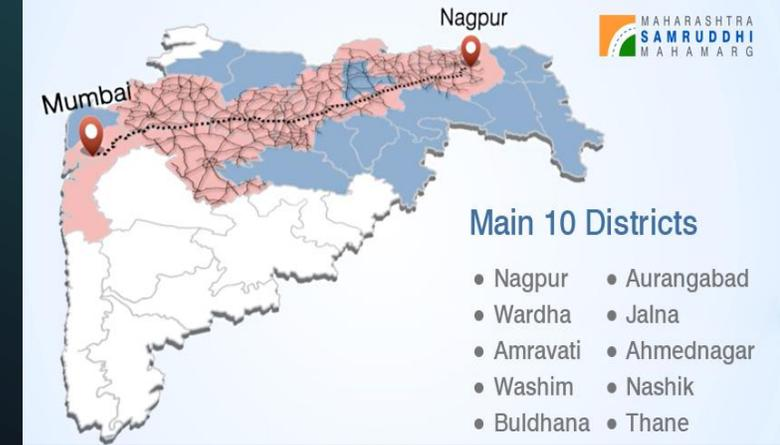 Nagpur
MAHARASHTRA
SAMRUDDHI
MAHAMARG
Mumbai
Main 10 Districts
• Nagpur
• Wardha
• Amravati
• Washim
• Buldhana
• Aurangabad
• Jalna
• Ahmednagar
• Nashik
• Thane